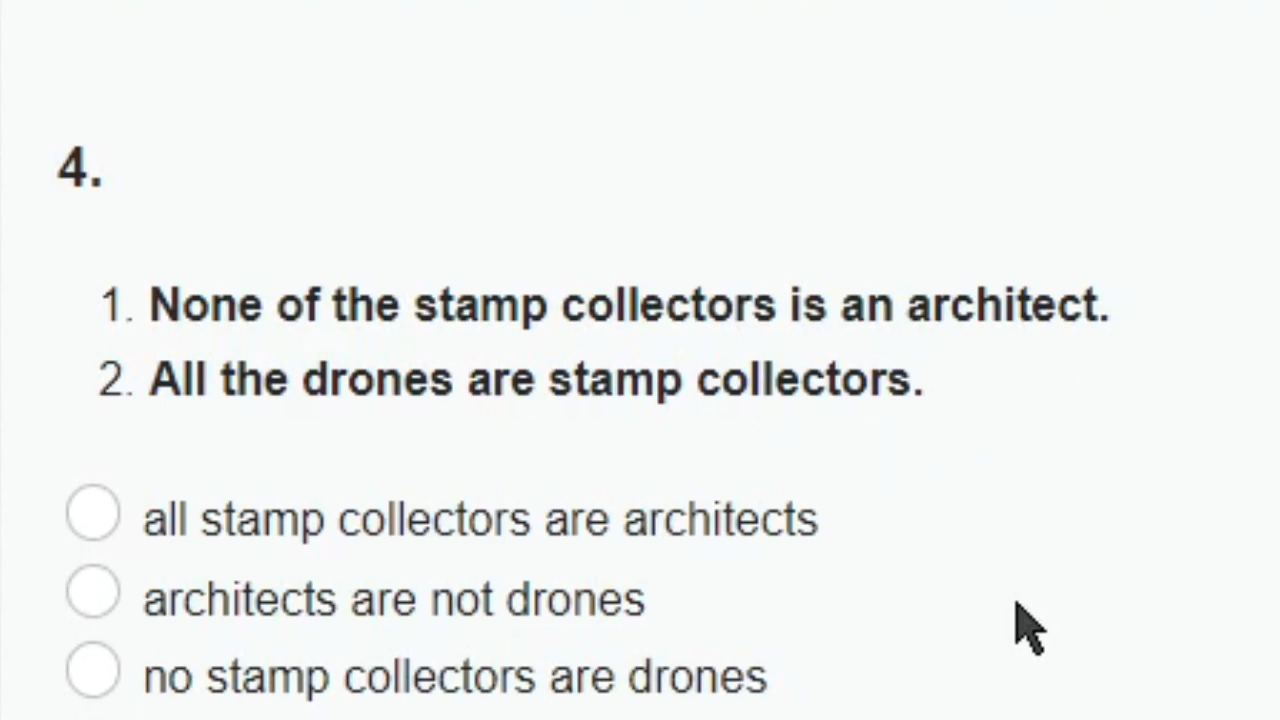 4.
1. None of the stamp collectors is an architect.
2. All the drones are stamp collectors.
all stamp collectors are architects
architects are not drones
no stamp collectors are drones